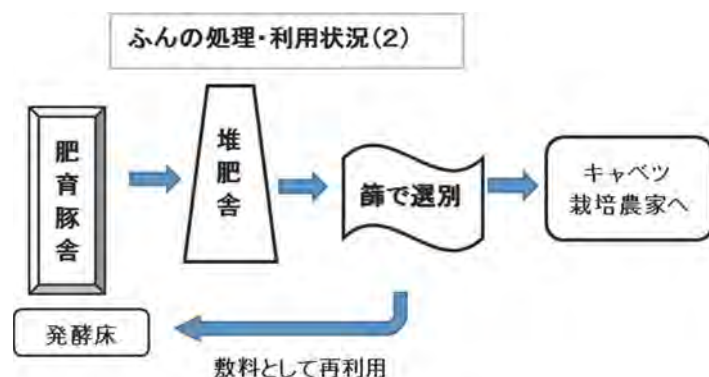 ふんの処理・利用状況(2)
肥育豚舎
堆肥舎
篩で選別
キャベツ
栽培農家へ
発酵床
敷料として再利用